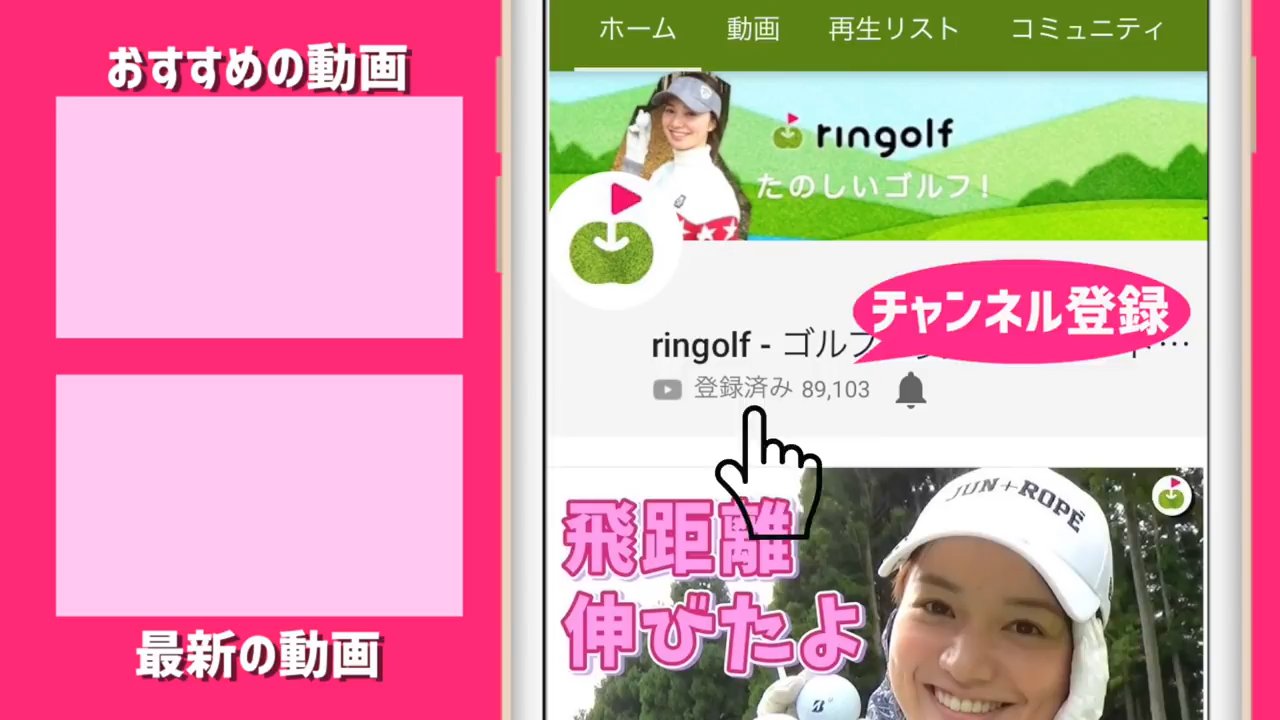 おすすめの動画
最新の動画
ホーム 動画 再生リスト コミュニティ
ringolf
たのしいゴルフ!
チャンネル登録
ringolf - ゴルフ
登録済み 89,103
JUN+ROPÉ
飛距離
伸びたよ
B